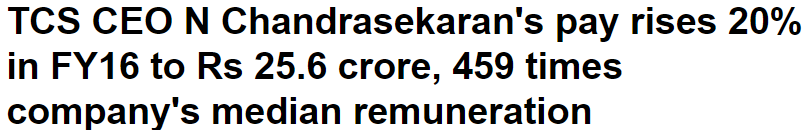 TCS CEO N Chandrasekaran's pay rises 20%
in FY16 to Rs 25.6 crore, 459 times
company's median remuneration